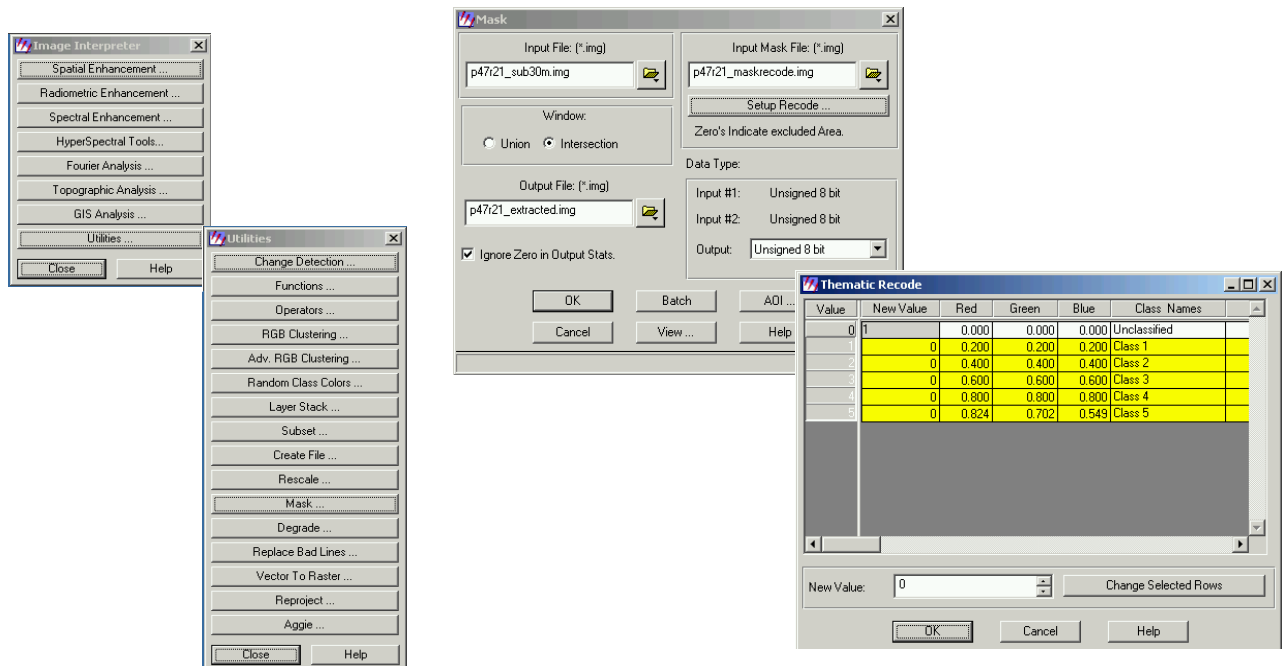 Image Interpreter
Spatial Enhancement ...
Radiometric Enhancement ...
Spectral Enhancement ...
HyperSpectral Tools...
Fourier Analysis ...
Topographic Analysis ...
GIS Analysis ...
Utilities ...
Close Help
Utilities
Change Detection ...
Functions ...
Operators ...
RGB Clustering ...
Adv. RGB Clustering ...
Random Class Colors ...
Layer Stack ...
Subset ...
Create File ...
Rescale ...
Mask ...
Degrade ...
Replace Bad Lines ...
Vector To Raster ...
Reproject ...
Aggie ...
Close Help
Mask
Input File: (*.img)
p47r21_sub30m.img
Window:
Union Intersection
Output File: (*.img)
p47r21_extracted.img
Ignore Zero in Output Stats.
Input Mask File: (*.img)
p47r21_maskrecode.img
Setup Recode ...
Zero's Indicate excluded Area.
Data Type:
Input #1: Unsigned 8 bit
Input #2: Unsigned 8 bit
Output: Unsigned 8 bit
OK Batch AOI ...
Cancel View ... Help
Thematic Recode
Value New Value Red Green Blue Class Names
0 1 0.000 0.000 0.000 Unclassified
1 0 0.200 0.200 0.200 Class 1
2 0 0.400 0.400 0.400 Class 2
3 0 0.600 0.600 0.600 Class 3
4 0 0.800 0.800 0.800 Class 4
5 0 0.824 0.702 0.549 Class 5
New Value: 0 Change Selected Rows
OK Cancel Help